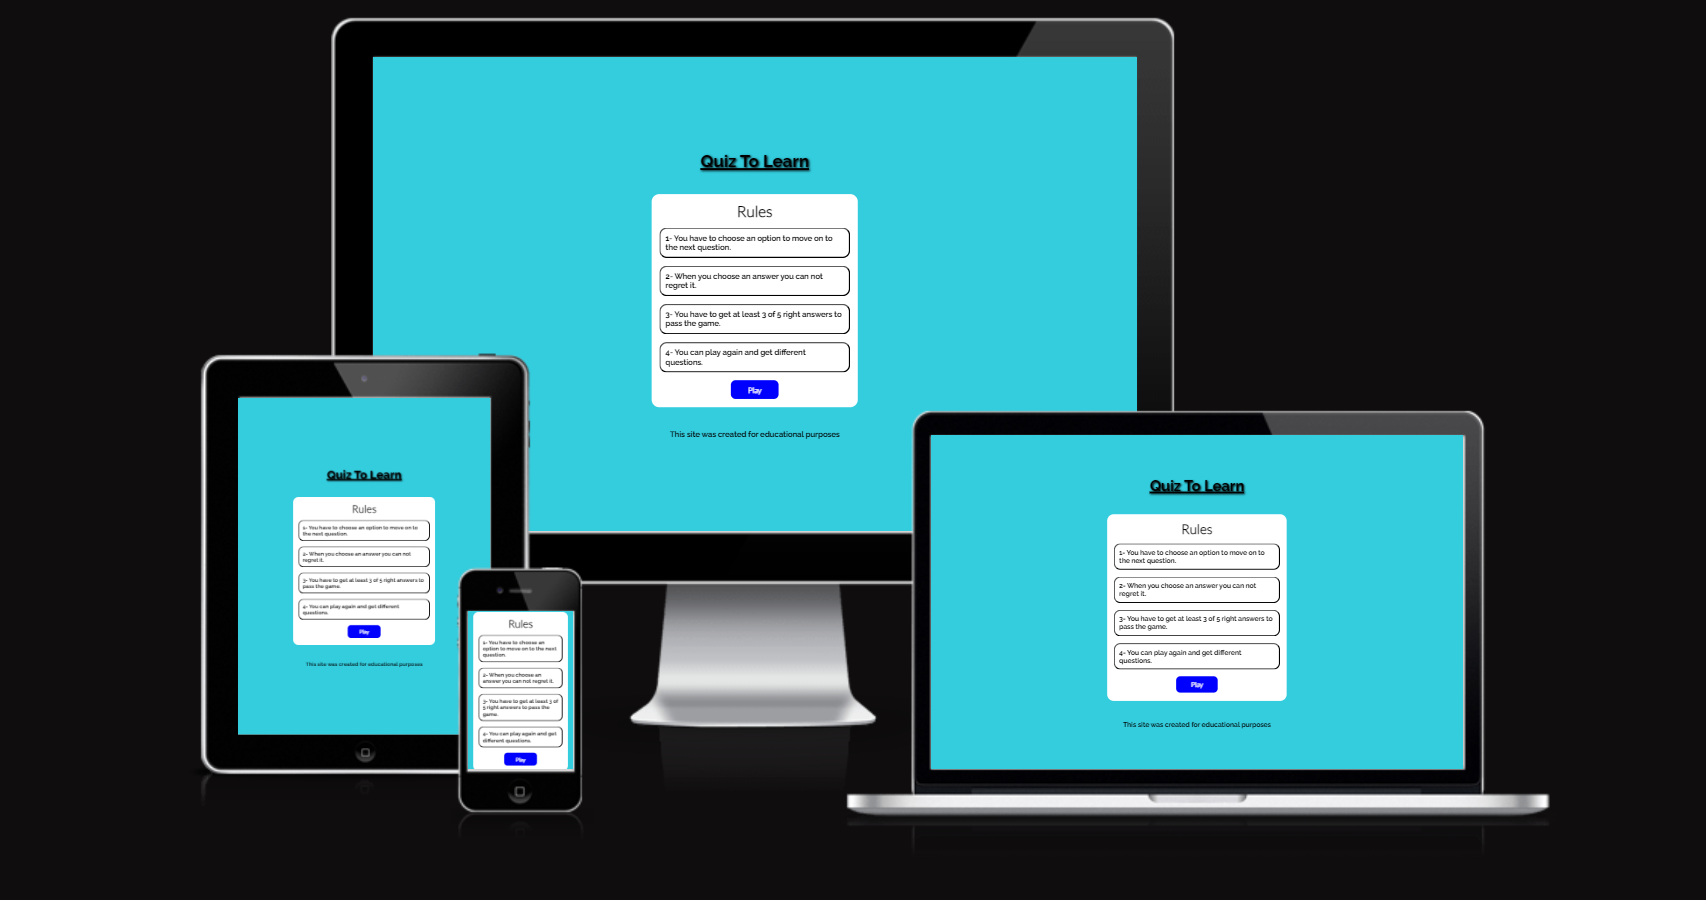 Quiz To Learn
Rules
1- You have to choose an option to move on to
the next question.
2- When you choose an answer you can not
regret it.
3- You have to get at least 3 of 5 right answers to
pass the game.
4- You can play again and get different
questions.
Play
This site was created for educational purposes
Quiz To Learn
Rules
1- You have to choose an option to move on to
the next question.
2- When you choose an answer you can not
regret it.
3- You have to get at least 3 of 5 right answers to
pass the game.
4- You can play again and get different
questions.
Play
This site was created for educational purposes
Rules
1- You have to choose an
option to move on to the next
question.
2- When you choose an
answer you can not regret it.
3- You have to get at least 3 of
5 right answers to pass the
game.
4- You can play again and get
different questions.
Play
Quiz To Learn
Rules
1- You have to choose an option to move on to
the next question.
2- When you choose an answer you can not
regret it.
3- You have to get at least 3 of 5 right answers to
pass the game.
4- You can play again and get different
questions.
Play
This site was created for educational purposes